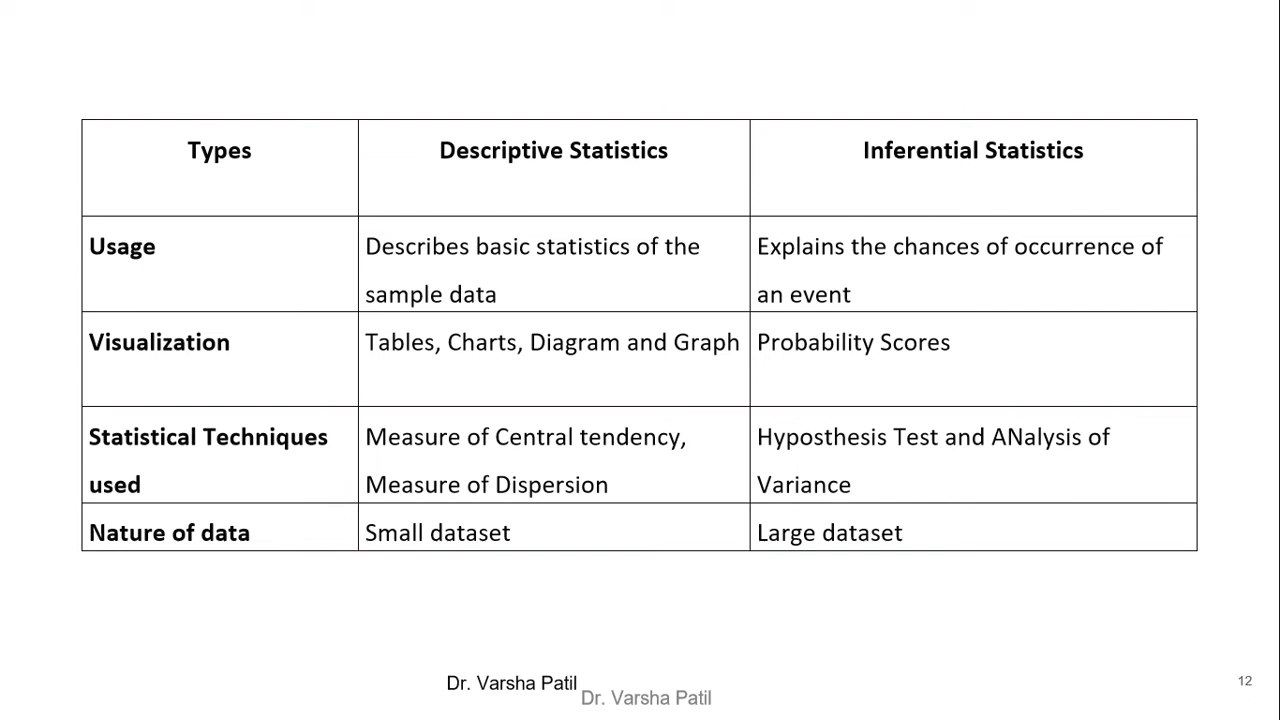 Types
Descriptive Statistics
Inferential Statistics
Usage
Describes basic statistics of the
sample data
Explains the chances of occurrence of
an event
Visualization
Tables, Charts, Diagram and Graph
Probability Scores
Statistical Techniques
used
Measure of Central tendency,
Measure of Dispersion
Hyposthesis Test and ANalysis of
Variance
Nature of data
Small dataset
Large dataset
Dr. Varsha Patil
Dr. Varsha Patil
12